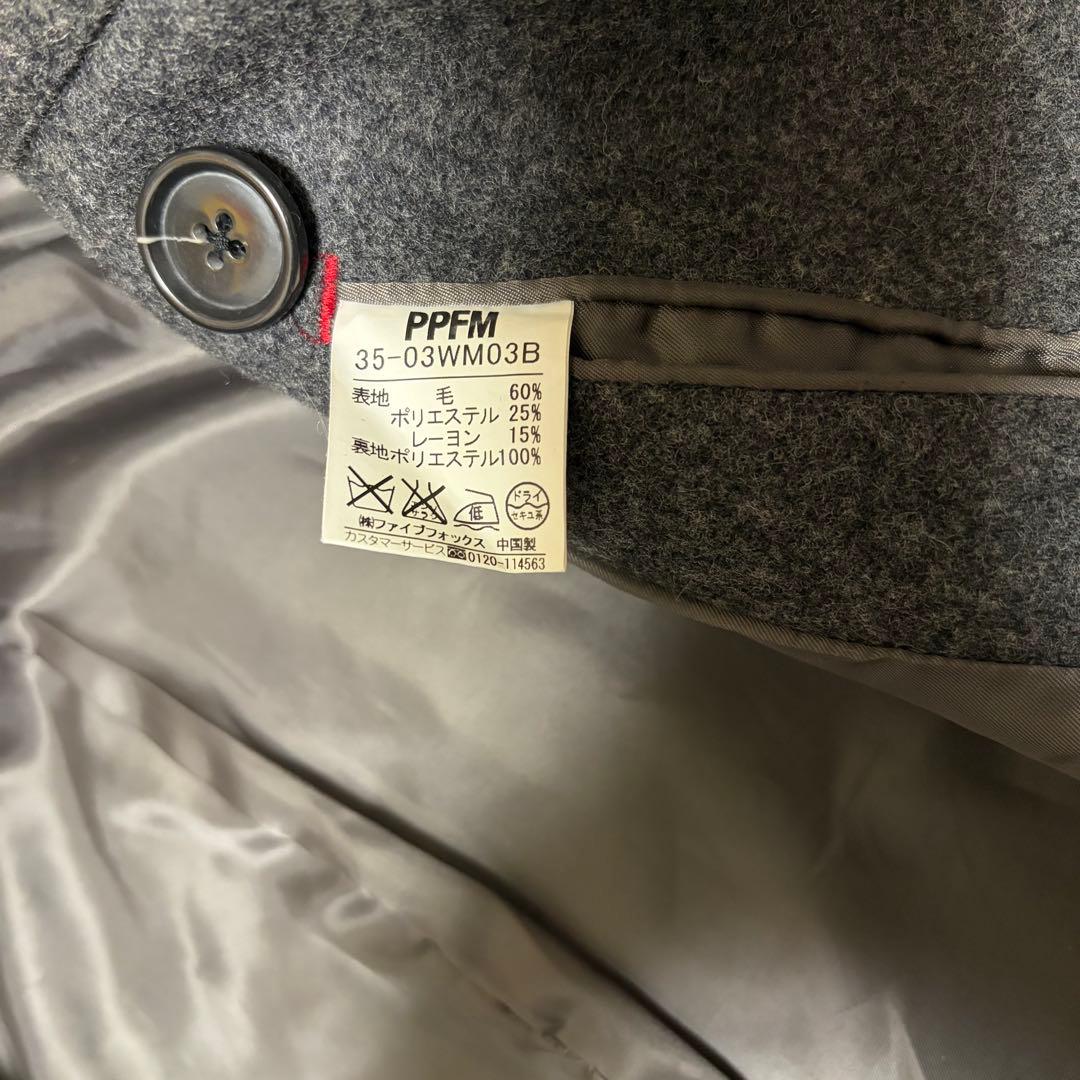 PPFM
35-03WM03B
表地 毛 60%
ポリエステル 25%
レーヨン 15%
裏地ポリエステル100%
低
ドライ
セキユ系
(株)ファイブフォックス 中国製
カスタマーサービス 0120-114563